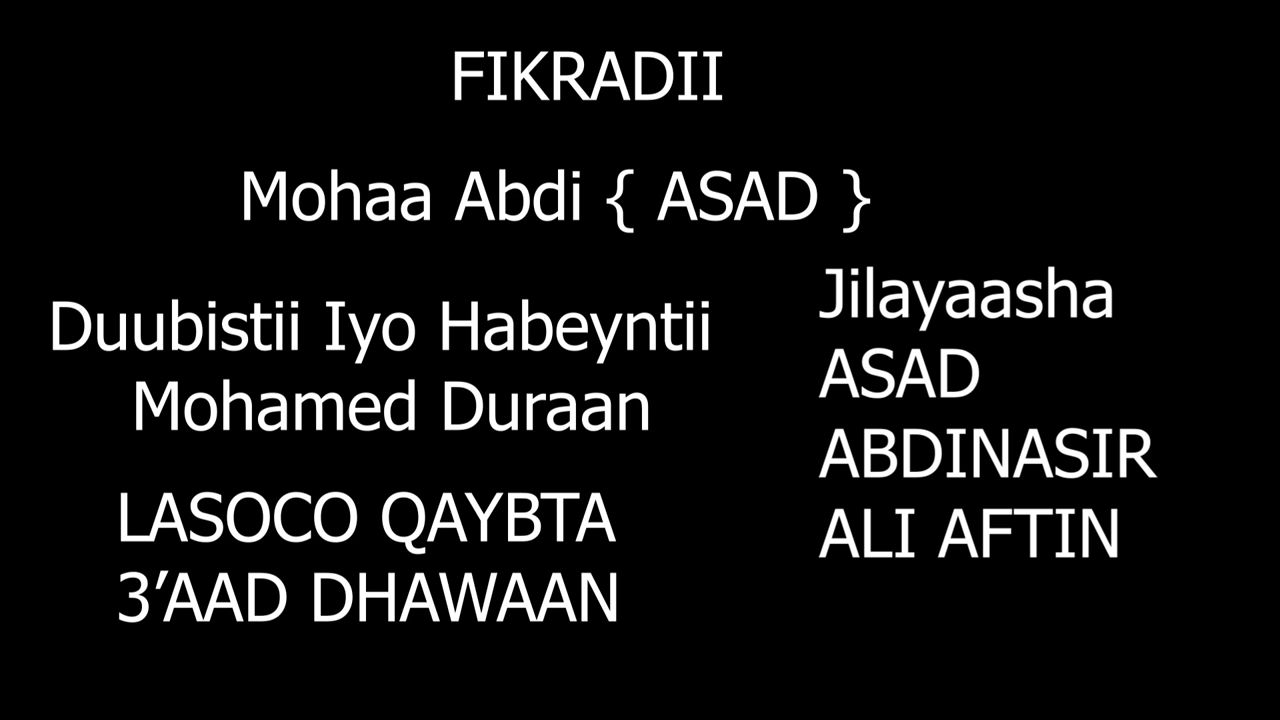 FIKRADII
Mohaa Abdi { ASAD }
Duubistii Iyo Habeyntii
Mohamed Duraan
LASOCO QAYBTA
3’AAD DHAWAAN
Jilayaasha
ASAD
ABDINASIR
ALI AFTIN